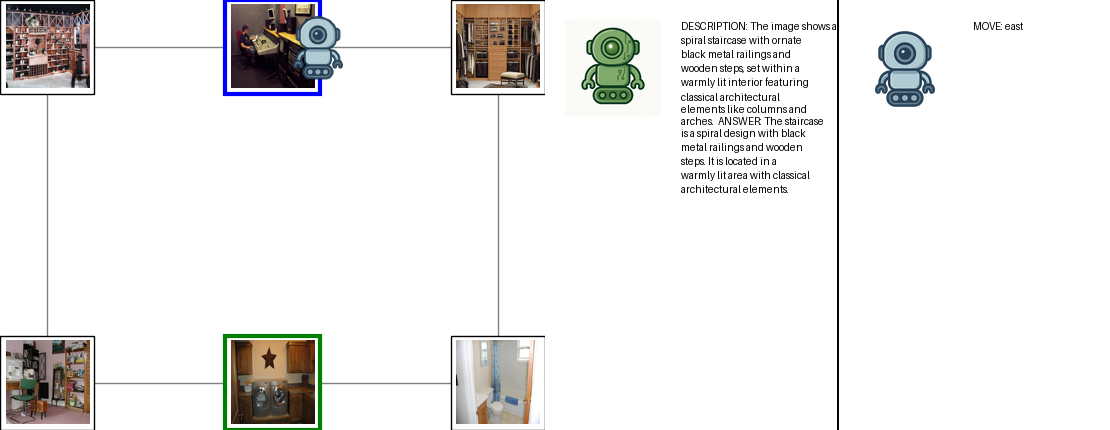 DESCRIPTION: The image shows a
spiral staircase with ornate
black metal railings and
wooden steps, set within a
warmly lit interior featuring
classical architectural
elements like columns and
arches.  ANSWER: The staircase
is a spiral design with black
metal railings and wooden
steps. It is located in a
warmly lit area with classical
architectural elements.
MOVE: east